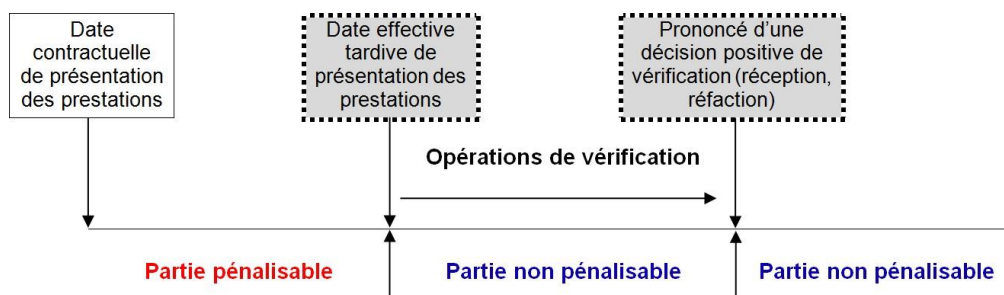 Date
contractuelle
de présentation
des prestations
Date effective
tardive de
présentation des
prestations
Prononcé d'une
décision positive de
vérification (réception,
réfaction)
Opérations de vérification
Partie pénalisable
Partie non pénalisable
Partie non pénalisable